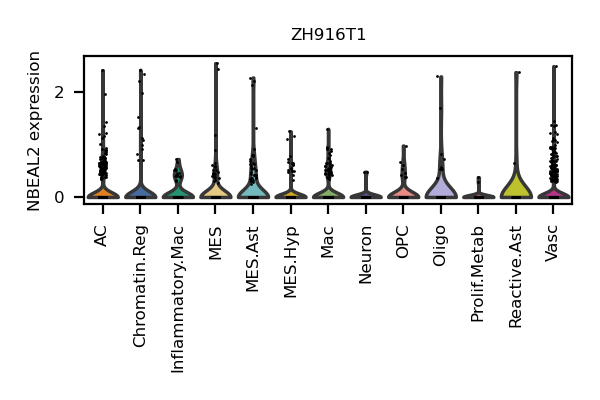 ZH916T1
NBEAL2 expression
2
0
AC
Chromatin.Reg
Inflammatory.Mac
MES
MES.Ast
MES.Hyp
Mac
Neuron
OPC
Oligo
Prolif.Metab
Reactive.Ast
Vasc